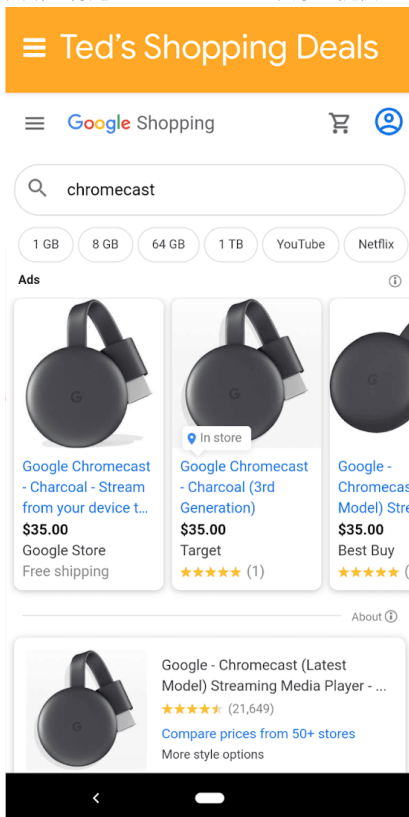 Ted's Shopping Deals
Google Shopping
chromecast
1 GB
8 GB
64 GB
1 TB
YouTube
Netflix
Ads
G
G
G
In store
Google Chromecast
- Charcoal - Stream
from your device t...
$35.00
Google Store
Free shipping
Google Chromecast
- Charcoal (3rd
Generation)
$35.00
Target
(1)
Google -
Chromecas
Model) Stre
$35.00
Best Buy
(
About
G
Google - Chromecast (Latest
Model) Streaming Media Player - ...
(21,649)
Compare prices from 50+ stores
More style options